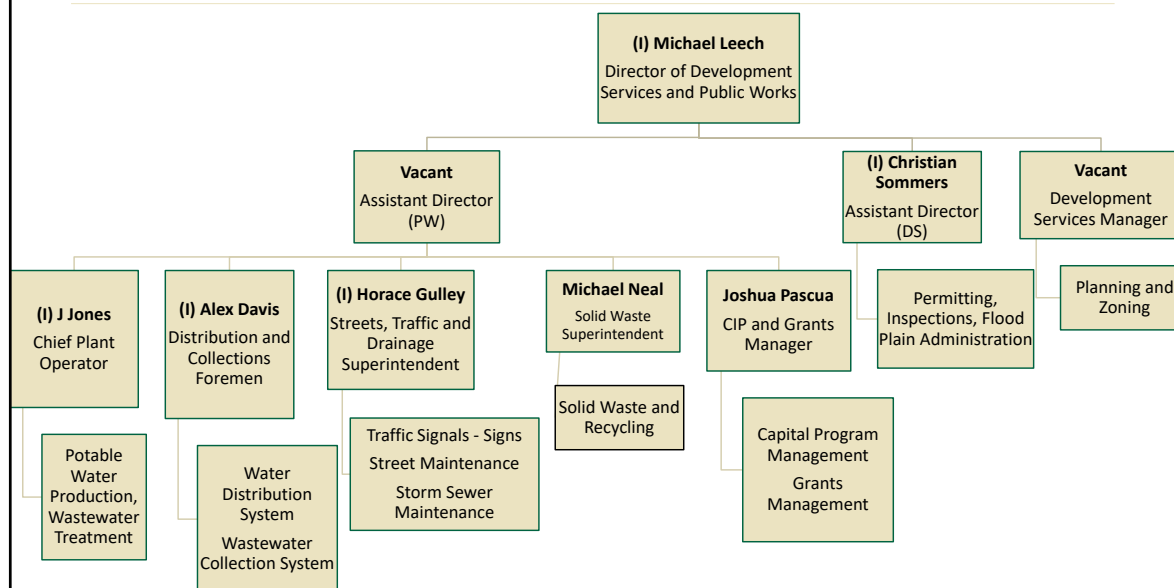 (I) Michael Leech
Director of Development
Services and Public Works
Vacant
Assistant Director
(PW)
(I) Christian
Sommers
Assistant Director
(DS)
Vacant
Development
Services Manager
(I) J Jones
Chief Plant
Operator
(I) Alex Davis
Distribution and
Collections
Foremen
(I) Horace Gulley
Streets, Traffic and
Drainage
Superintendent
Michael Neal
Solid Waste
Superintendent
Joshua Pascua
CIP and Grants
Manager
Permitting,
Inspections, Flood
Plain Administration
Planning and
Zoning
Potable
Water
Production,
Wastewater
Treatment
Water
Distribution
System
Wastewater
Collection System
Traffic Signals - Signs
Street Maintenance
Storm Sewer
Maintenance
Solid Waste and
Recycling
Capital Program
Management
Grants
Management